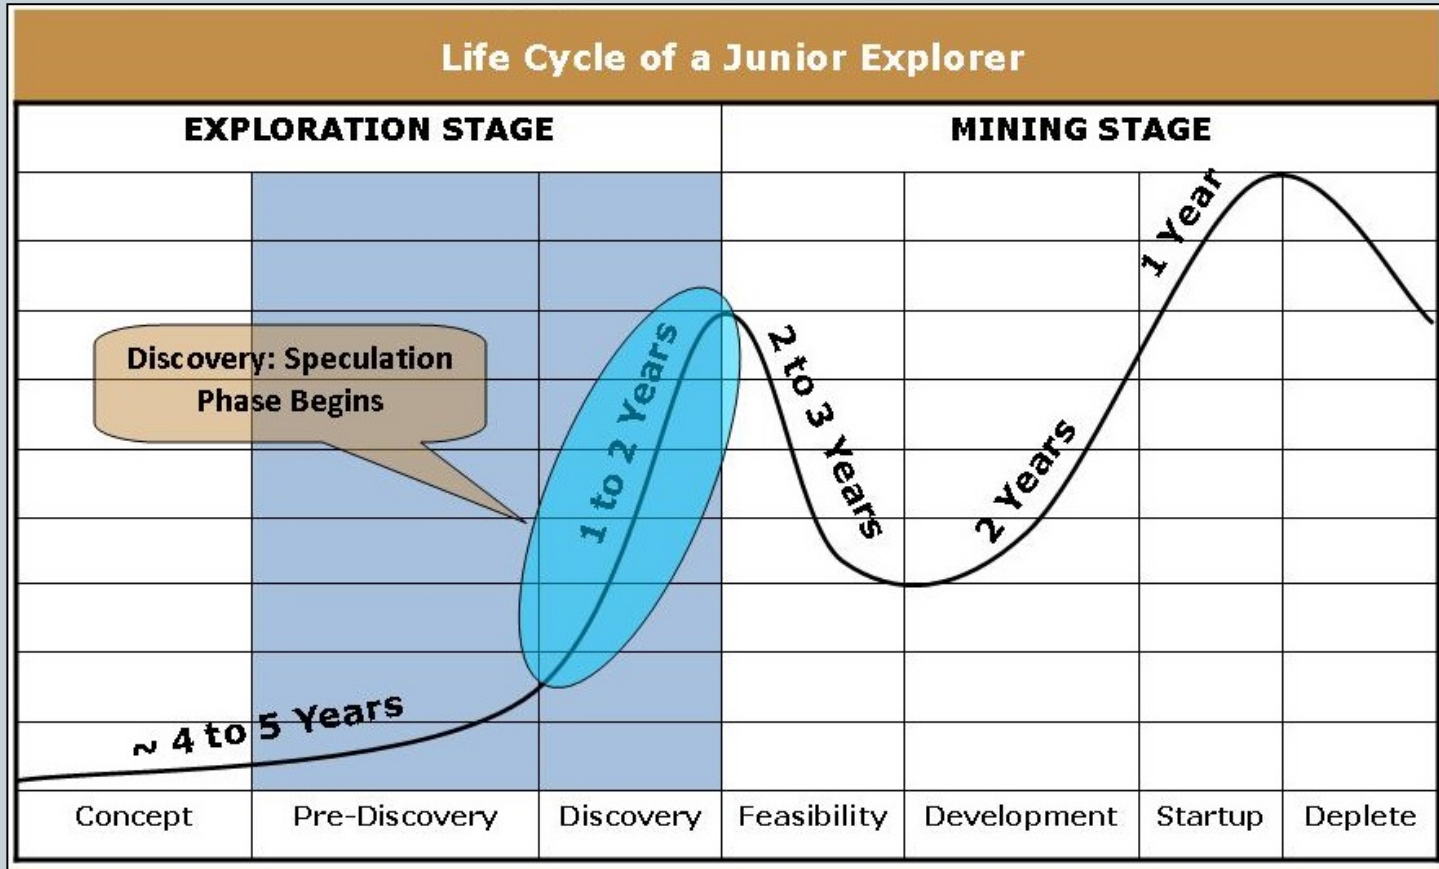 Life Cycle of a Junior Explorer
EXPLORATION STAGE
MINING STAGE
Discovery: Speculation
Phase Begins
~ 4 to 5 Years
1 to 2 Years
2 to 3 Years
2 Years
1 Year
Concept
Pre-Discovery
Discovery
Feasibility
Development
Startup
Deplete